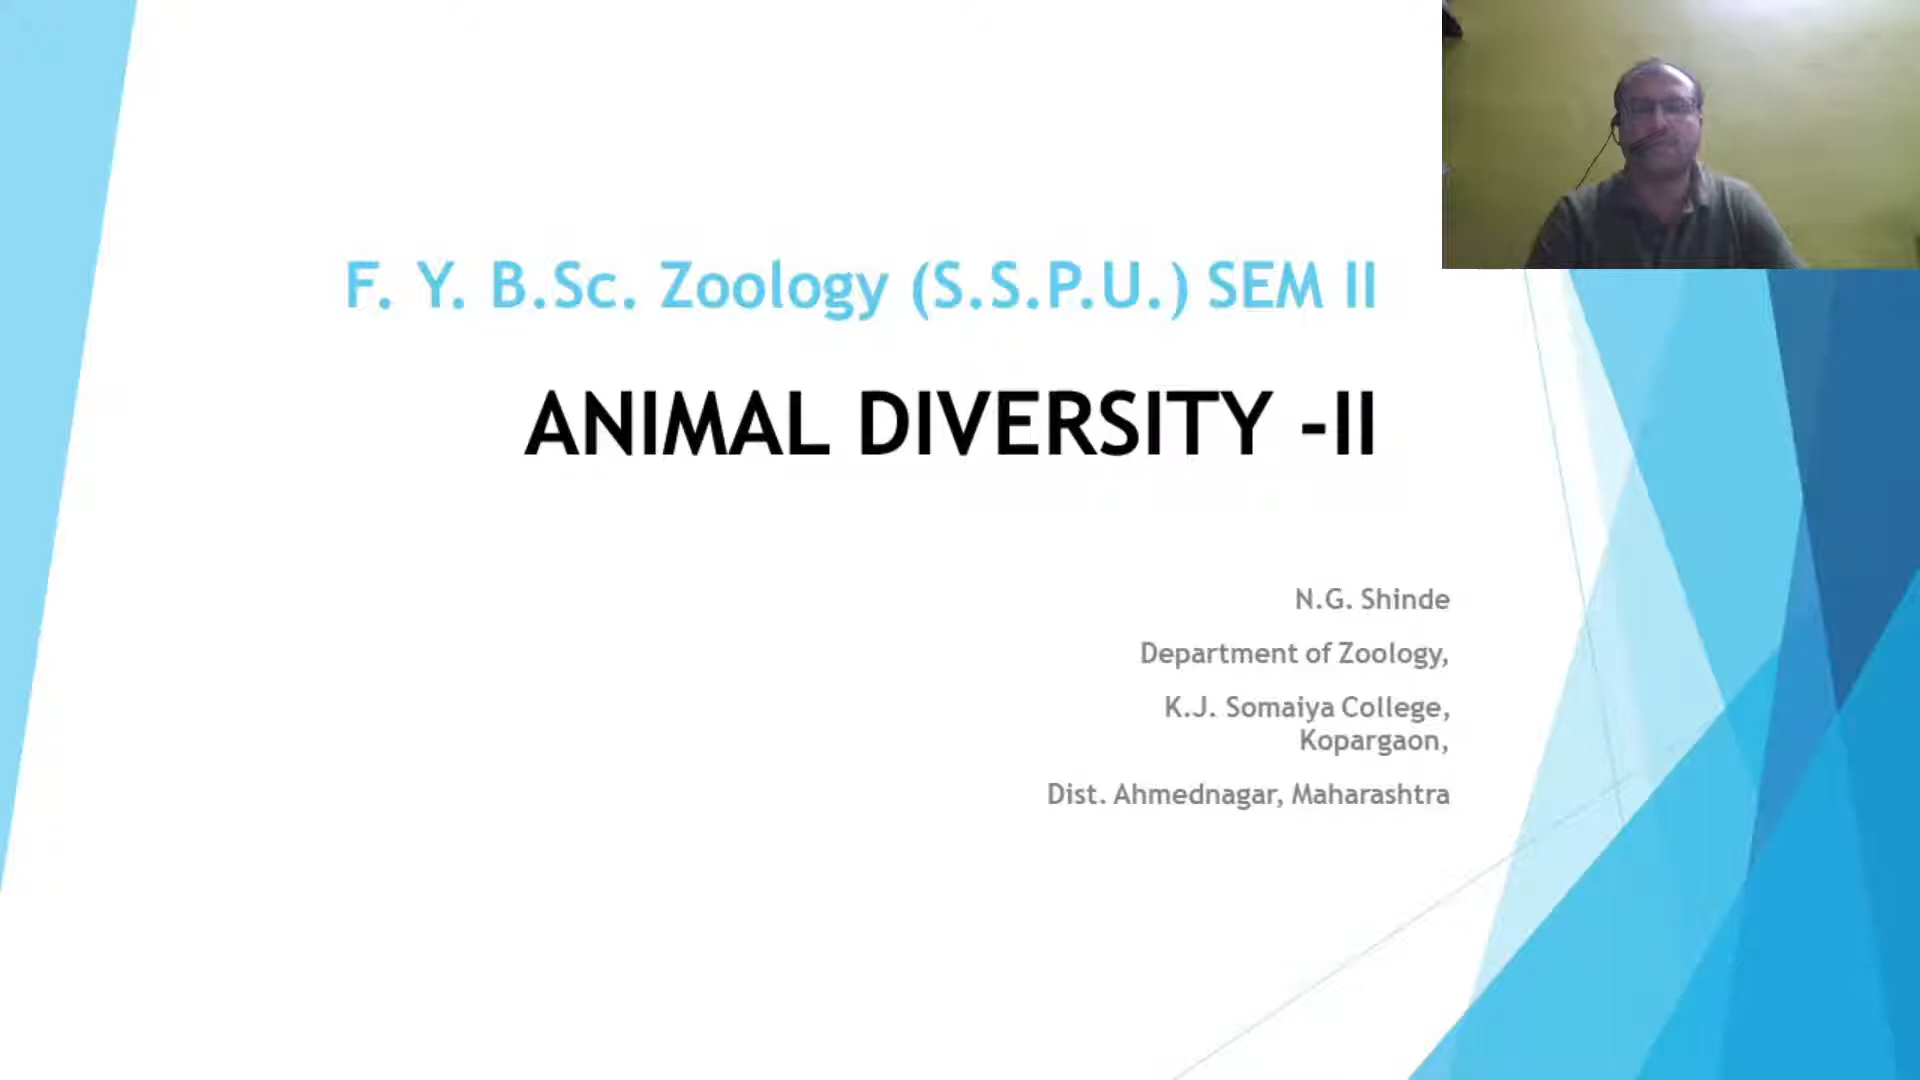 F. Y. B.Sc. Zoology (S.S.P.U.) SEM II
ANIMAL DIVERSITY -II
N.G. Shinde
Department of Zoology,
K.J. Somaiya College,
Kopargaon,
Dist. Ahmednagar, Maharashtra